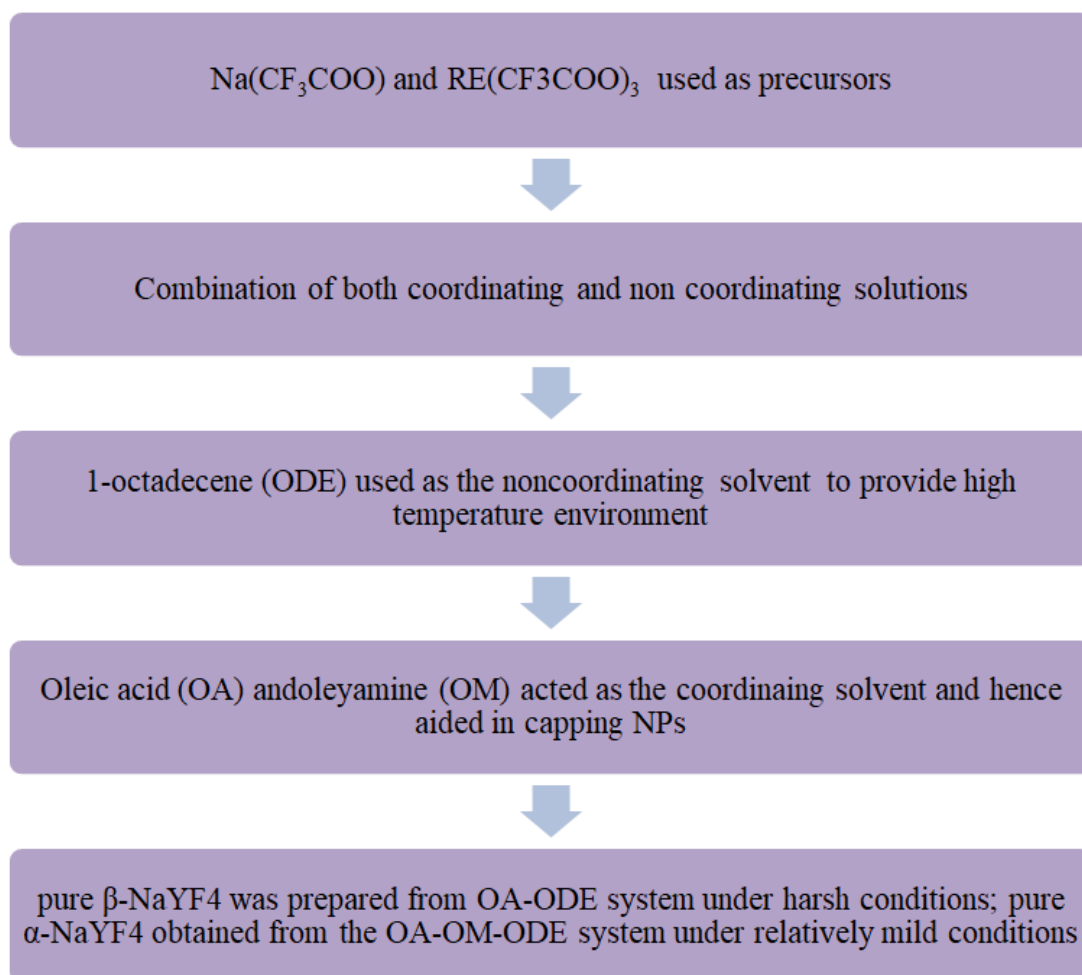 Na(CF₃COO) and RE(CF3COO)₃ used as precursors
Combination of both coordinating and non coordinating solutions
1-octadecene (ODE) used as the noncoordinating solvent to provide high
temperature environment
Oleic acid (OA) andoleyamine (OM) acted as the coordinaing solvent and hence
aided in capping NPs
pure β-NaYF4 was prepared from OA-ODE system under harsh conditions; pure
α-NaYF4 obtained from the OA-OM-ODE system under relatively mild conditions